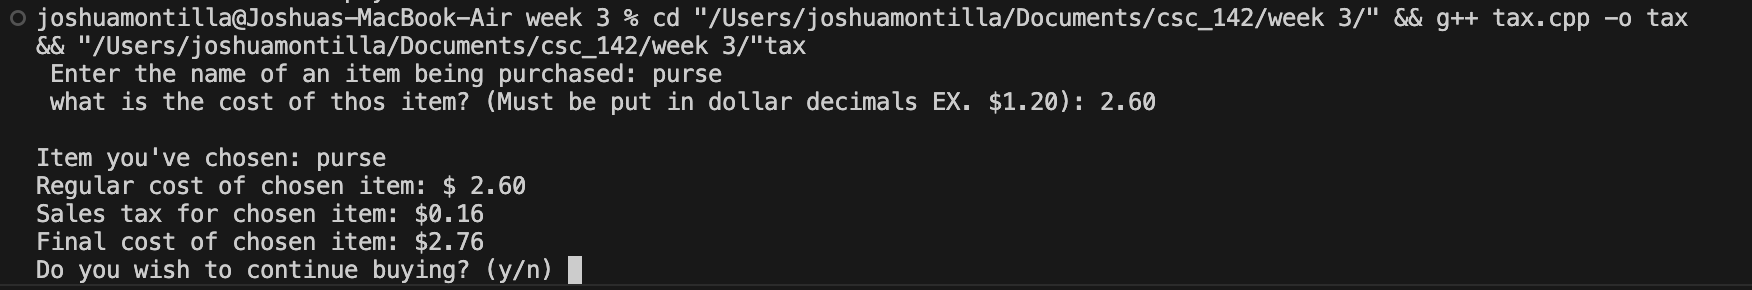 joshuamontilla@Joshuas-MacBook-Air week 3 % cd "/Users/joshuamontilla/Documents/csc_142/week 3/" && g++ tax.cpp -o tax
&& "/Users/joshuamontilla/Documents/csc_142/week 3/"tax
Enter the name of an item being purchased: purse
what is the cost of thos item? (Must be put in dollar decimals EX. $1.20): 2.60
Item you've chosen: purse
Regular cost of chosen item: $ 2.60
Sales tax for chosen item: $0.16
Final cost of chosen item: $2.76
Do you wish to continue buying? (y/n)